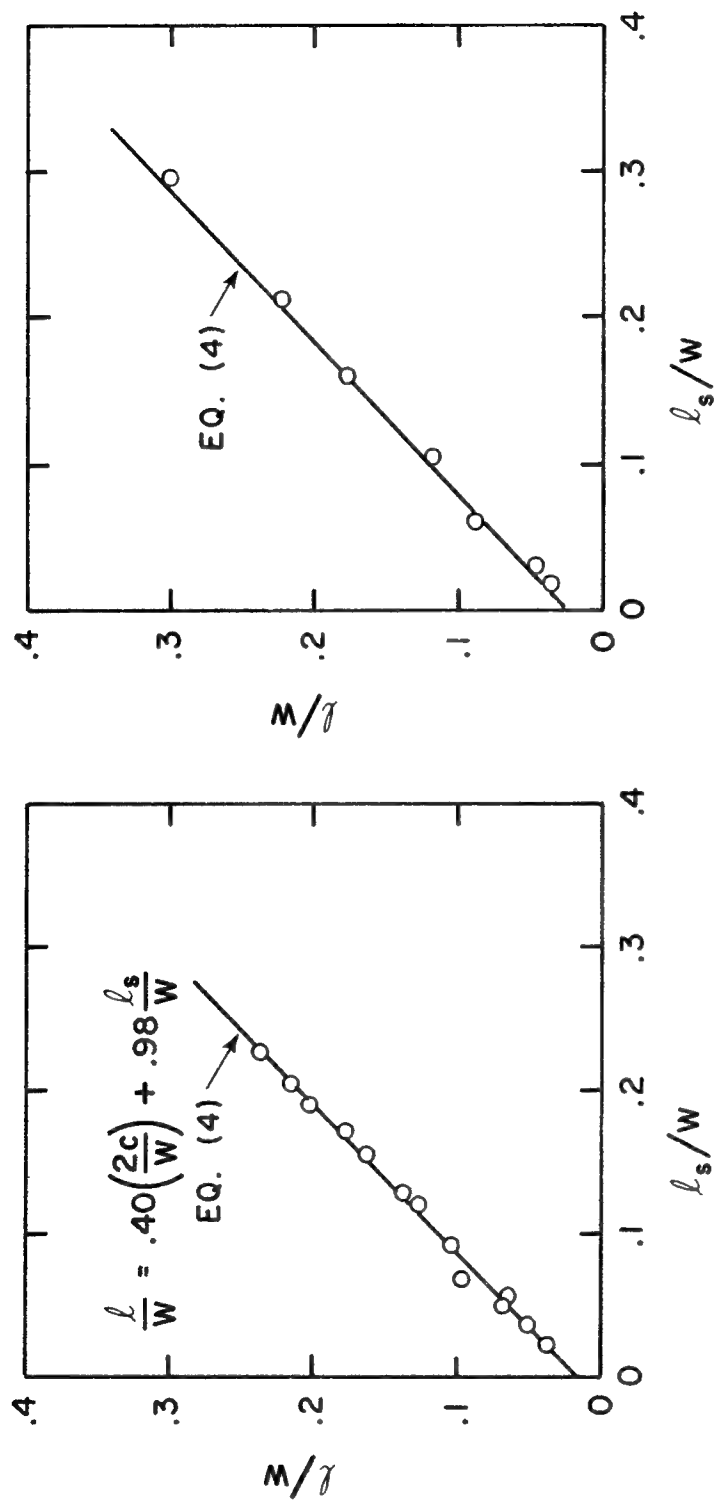 .4
.3
.2
.1
0
ℓ/W
ℓ/W = .40(2c/W) + .98 ℓs/W
EQ. (4)
0
.1
.2
.3
.4
ℓs/W
.4
.3
.2
.1
0
ℓ/W
EQ. (4)
0
.1
.2
.3
.4
ℓs/W